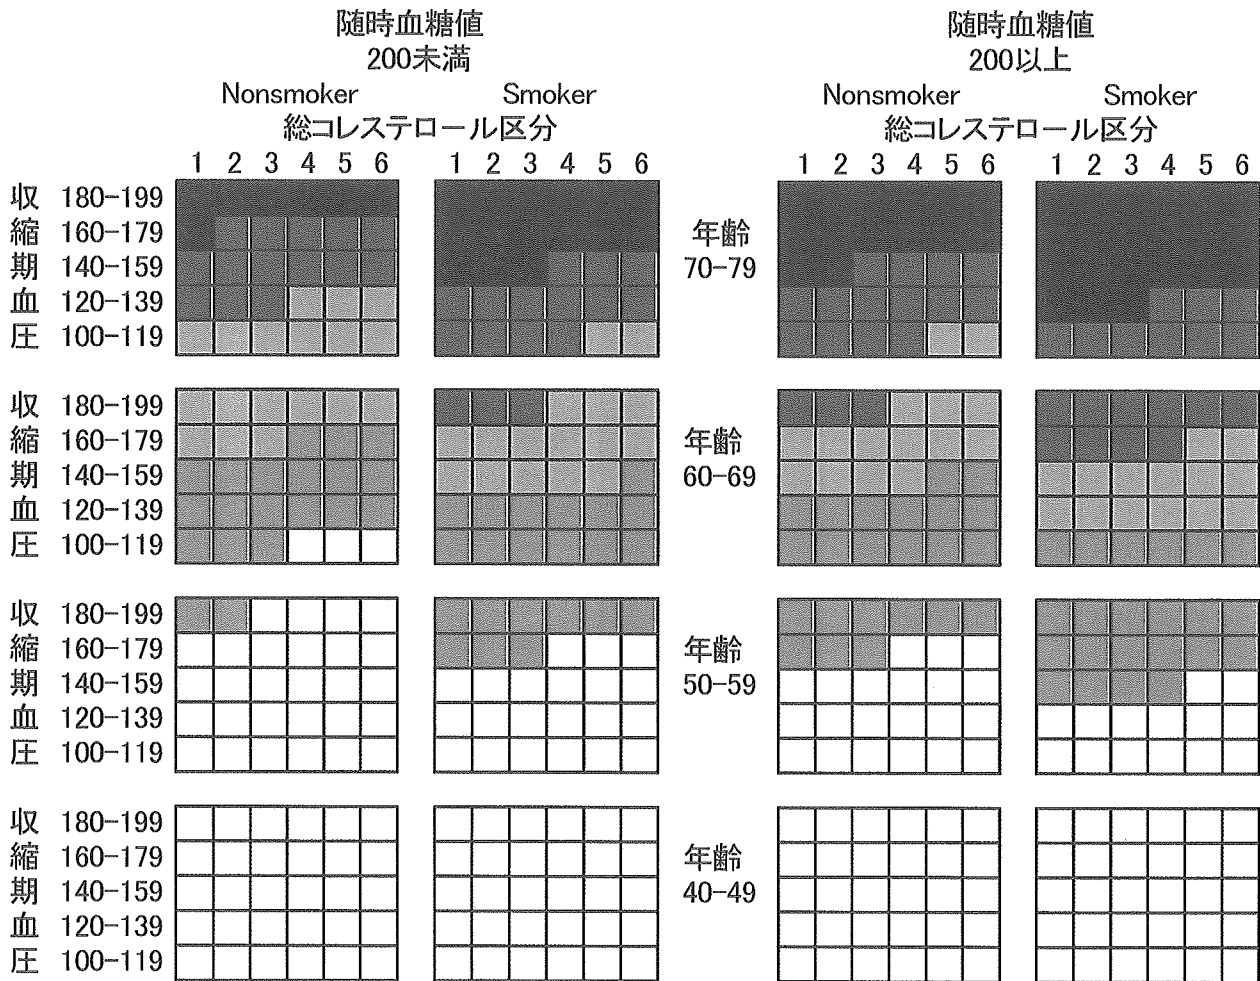 随時血糖値 随時血糖値
200未満 200以上
Nonsmoker Smoker Nonsmoker Smoker
総コレステロール区分 総コレステロール区分
1 2 3 4 5 6 1 2 3 4 5 6 1 2 3 4 5 6 1 2 3 4 5 6
収 180-199
縮 160-179 年齢
期 140-159 70-79
血 120-139
圧 100-119
収 180-199
縮 160-179 年齢
期 140-159 60-69
血 120-139
圧 100-119
収 180-199
縮 160-179 年齢
期 140-159 50-59
血 120-139
圧 100-119
収 180-199
縮 160-179 年齢
期 140-159 40-49
血 120-139
圧 100-119